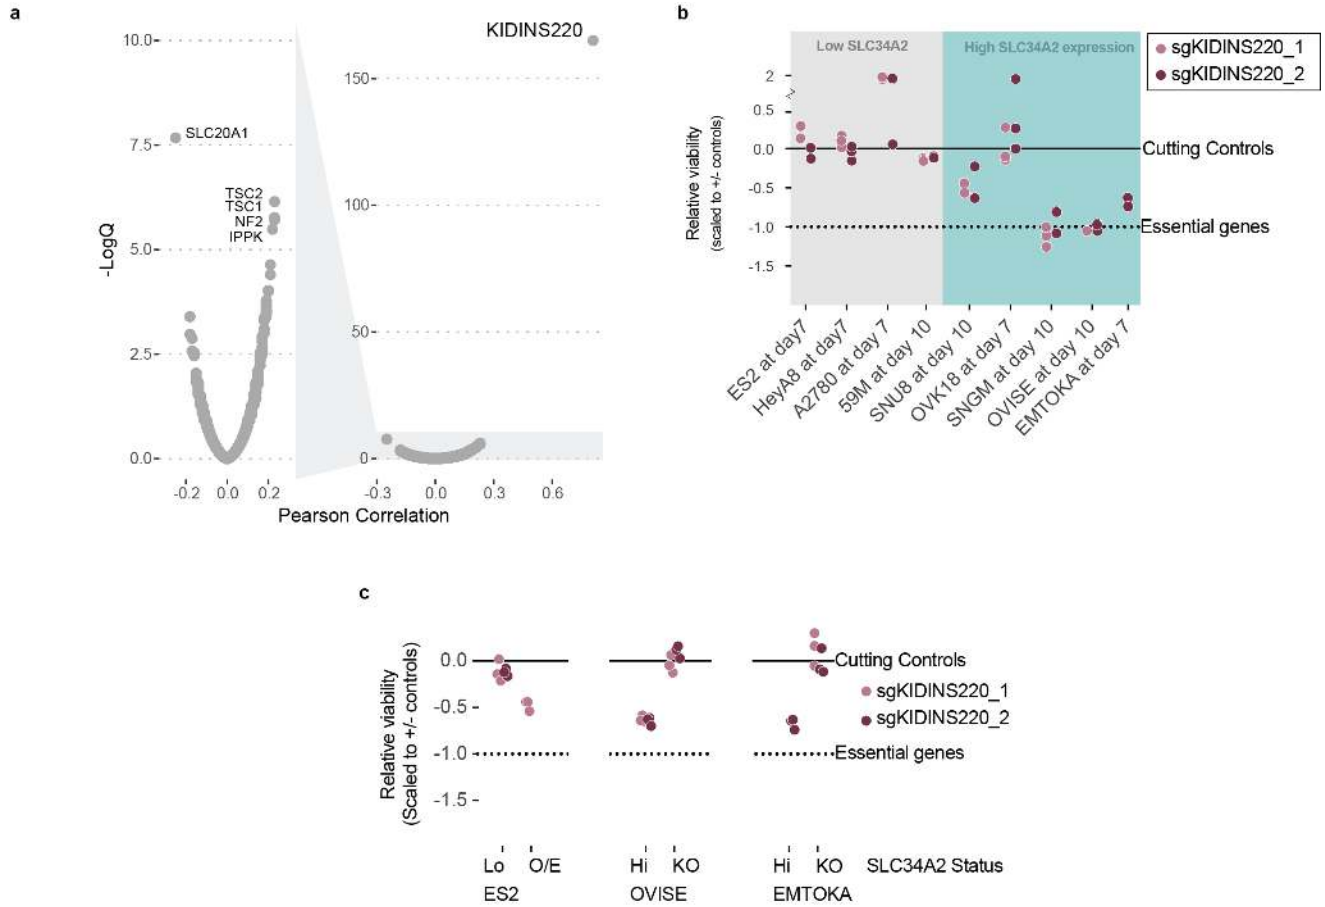 a
10.0
7.5
5.0
2.5
0.0
-LogQ
SLC20A1
TSC2
TSC1
NF2
IPPK
-0.2 0.0 0.2
KIDINS220
150
100
50
0
-0.3 0.0 0.3 0.6
Pearson Correlation
b
Low SLC34A2
High SLC34A2 expression
sgKIDINS220_1
sgKIDINS220_2
2
0.5
0.0
-0.5
-1.0
-1.5
Relative viability
(scaled to +/- controls)
Cutting Controls
Essential genes
ES2 at day7
HeyA8 at day7
A2780 at day 7
59M at day 10
SNU8 at day 10
OVK18 at day 7
SNGM at day 10
OVISE at day 10
EMTOKA at day 7
c
Relative viability
(Scaled to +/- controls)
0.0
-0.5
-1.0
-1.5
Cutting Controls
sgKIDINS220_1
sgKIDINS220_2
Essential genes
Lo O/E Hi KO Hi KO SLC34A2 Status
ES2 OVISE EMTOKA